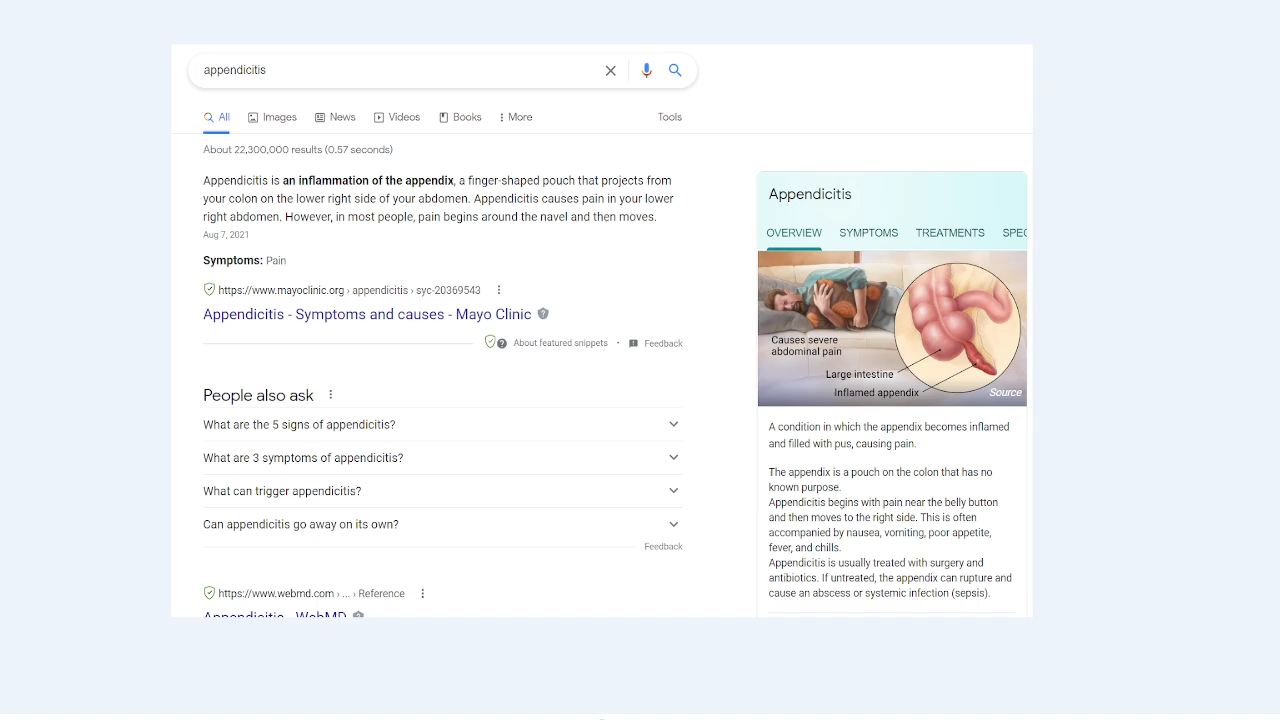 appendicitis
All Images News Videos Books More Tools
About 22,300,000 results (0.57 seconds)
Appendicitis is an inflammation of the appendix, a finger-shaped pouch that projects from
your colon on the lower right side of your abdomen. Appendicitis causes pain in your lower
right abdomen. However, in most people, pain begins around the navel and then moves.
Aug 7, 2021
Symptoms: Pain
https://www.mayoclinic.org › appendicitis › syc-20369543
Appendicitis - Symptoms and causes - Mayo Clinic
About featured snippets • Feedback
People also ask
What are the 5 signs of appendicitis?
What are 3 symptoms of appendicitis?
What can trigger appendicitis?
Can appendicitis go away on its own?
Feedback
https://www.webmd.com › ... › Reference
Appendicitis - WebMD
Appendicitis
OVERVIEW SYMPTOMS TREATMENTS SPEC
Causes severe
abdominal pain
Large intestine
Inflamed appendix
Source
A condition in which the appendix becomes inflamed
and filled with pus, causing pain.
The appendix is a pouch on the colon that has no
known purpose.
Appendicitis begins with pain near the belly button
and then moves to the right side. This is often
accompanied by nausea, vomiting, poor appetite,
fever, and chills.
Appendicitis is usually treated with surgery and
antibiotics. If untreated, the appendix can rupture and
cause an abscess or systemic infection (sepsis).